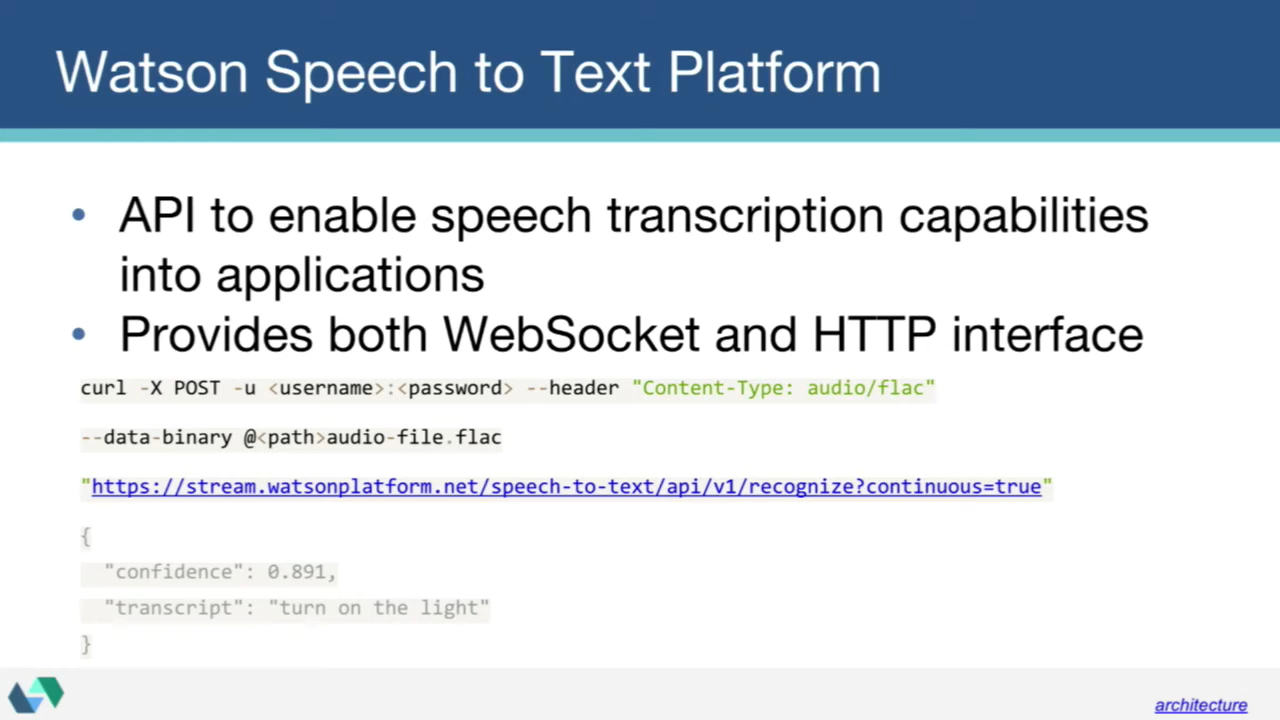 Watson Speech to Text Platform
• API to enable speech transcription capabilities
into applications
• Provides both WebSocket and HTTP interface
curl -X POST -u <username>:<password> --header "Content-Type: audio/flac"
--data-binary @<path>audio-file.flac
"https://stream.watsonplatform.net/speech-to-text/api/v1/recognize?continuous=true"
{
"confidence": 0.891,
"transcript": "turn on the light"
}
architecture